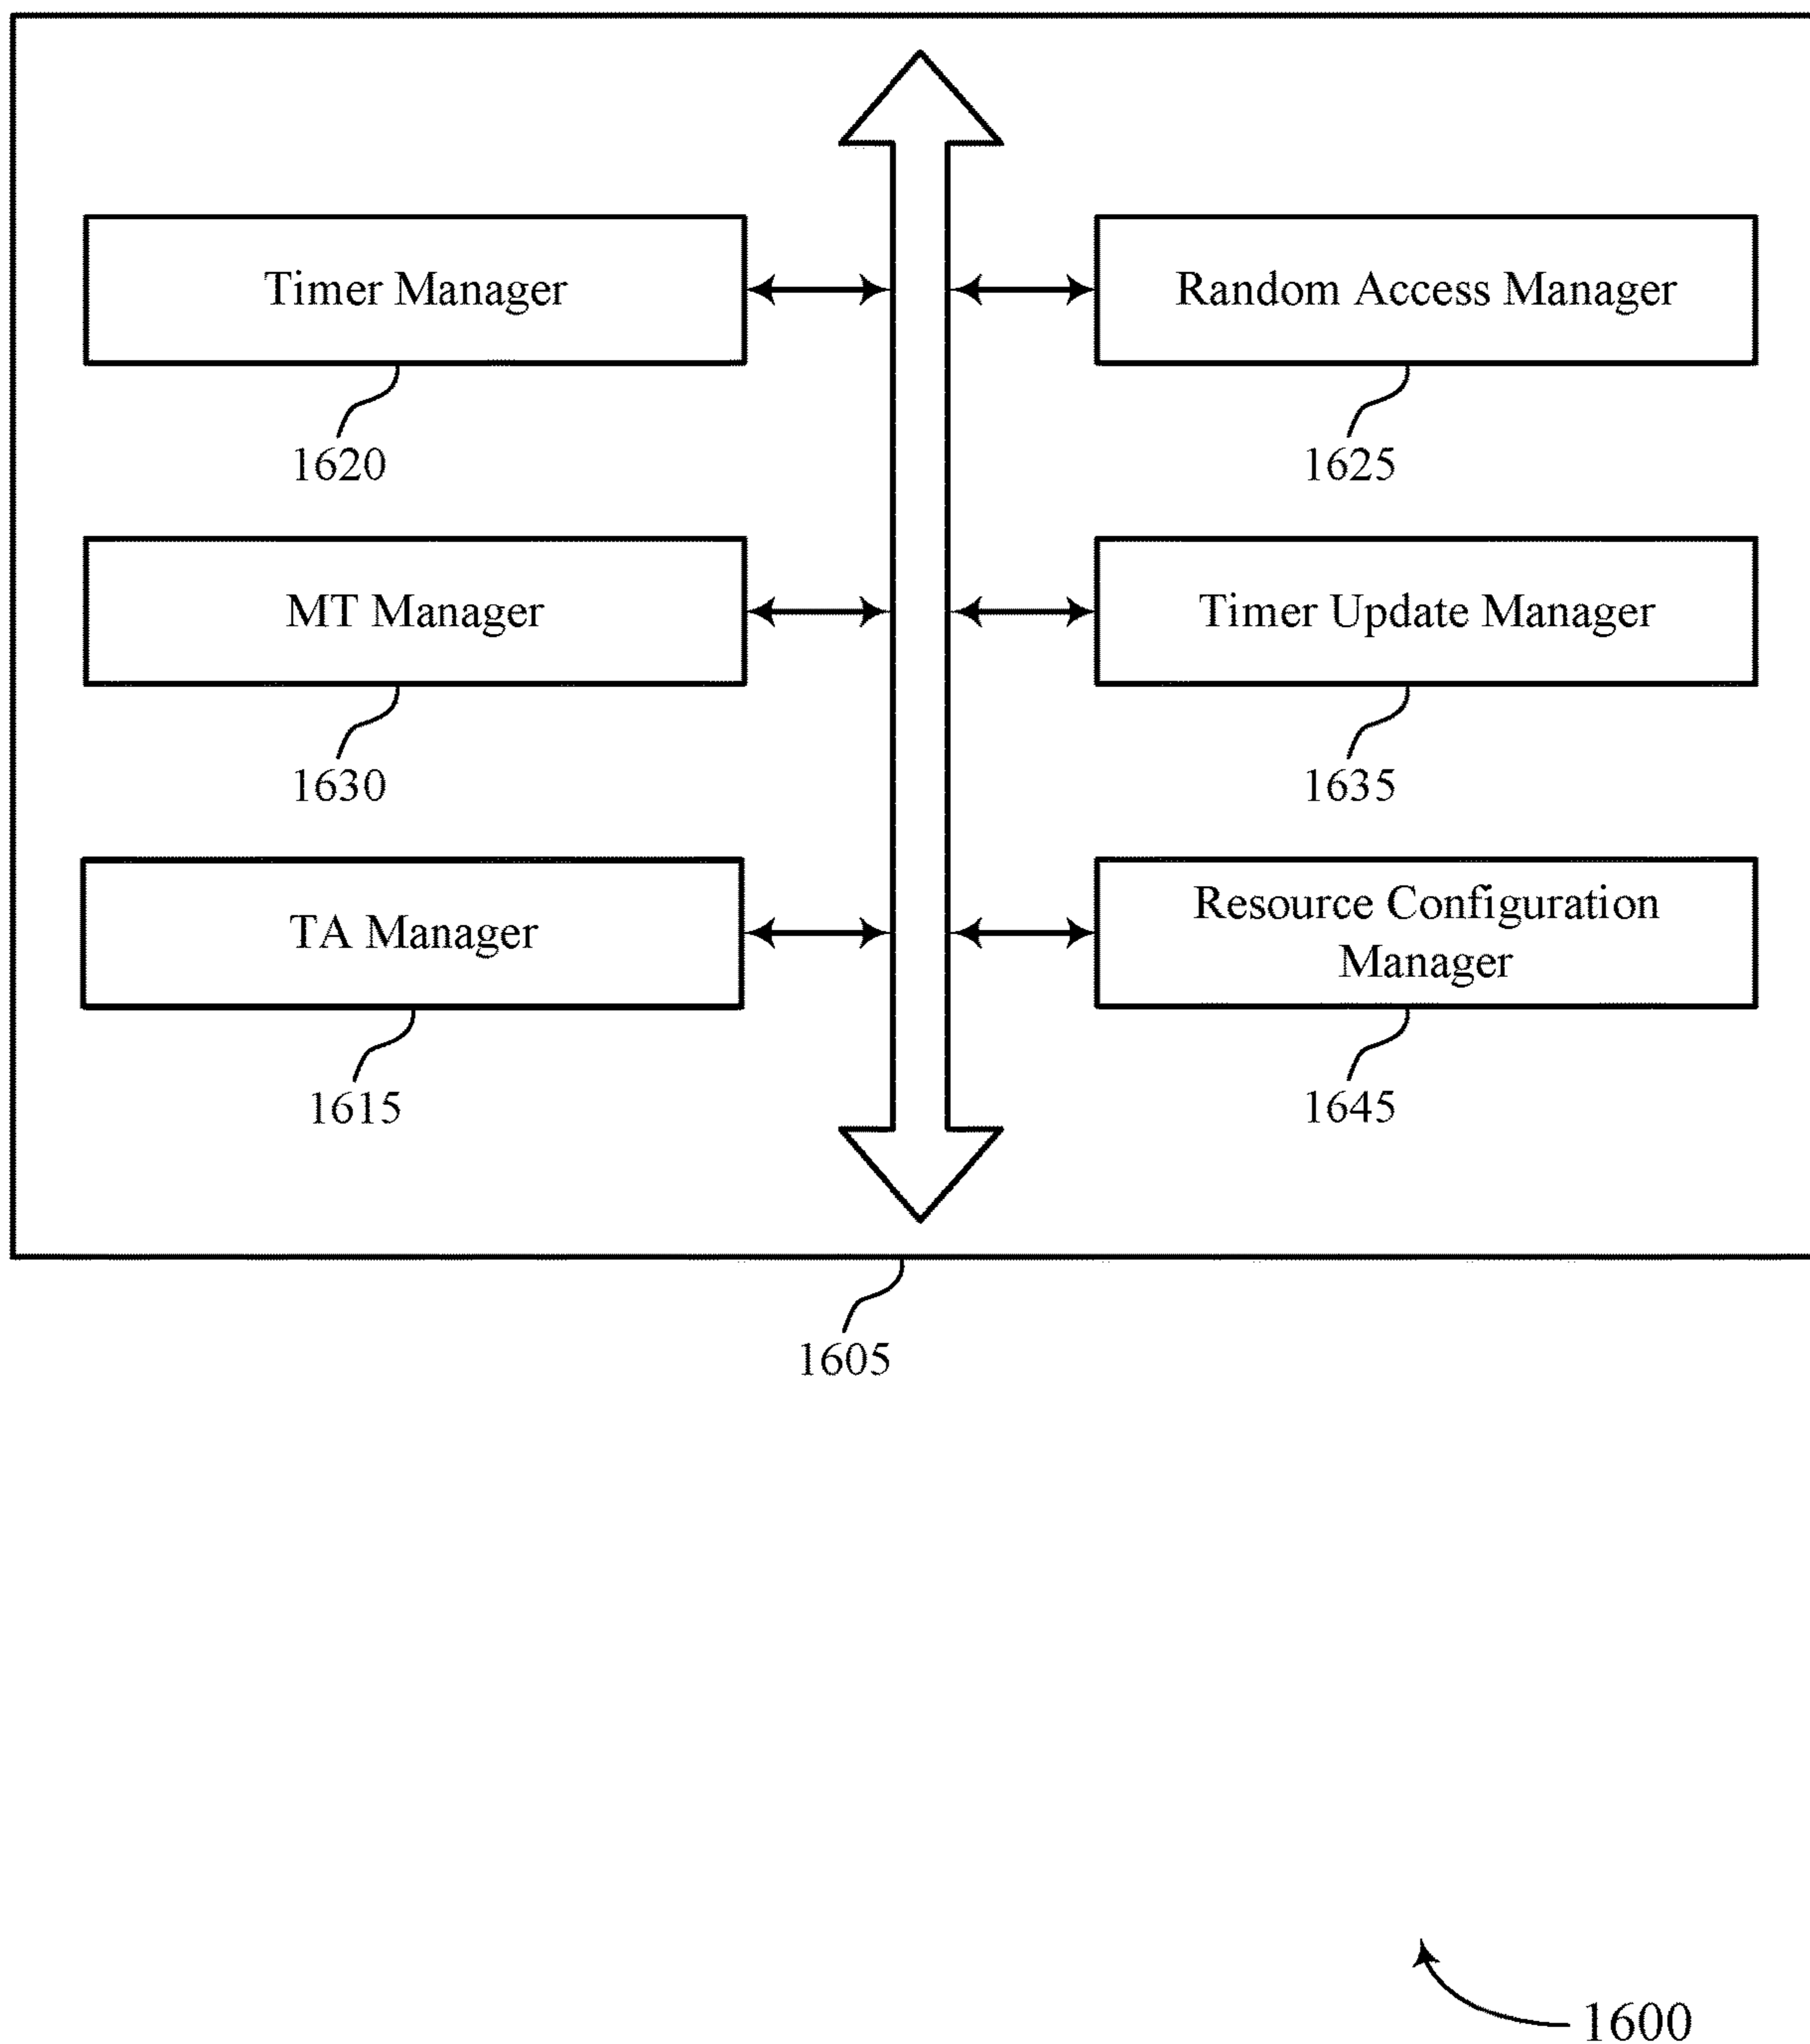 Timer Manager
Random Access Manager
1620
1625
MT Manager
Timer Update Manager
1630
1635
TA Manager
Resource Configuration
Manager
1615
1645
1605
1600